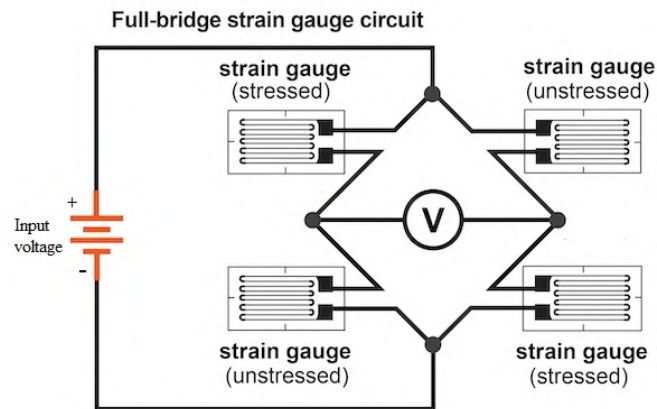 Full-bridge strain gauge circuit
strain gauge
(stressed)
strain gauge
(unstressed)
+
Input
voltage
-
V
strain gauge
(unstressed)
strain gauge
(stressed)